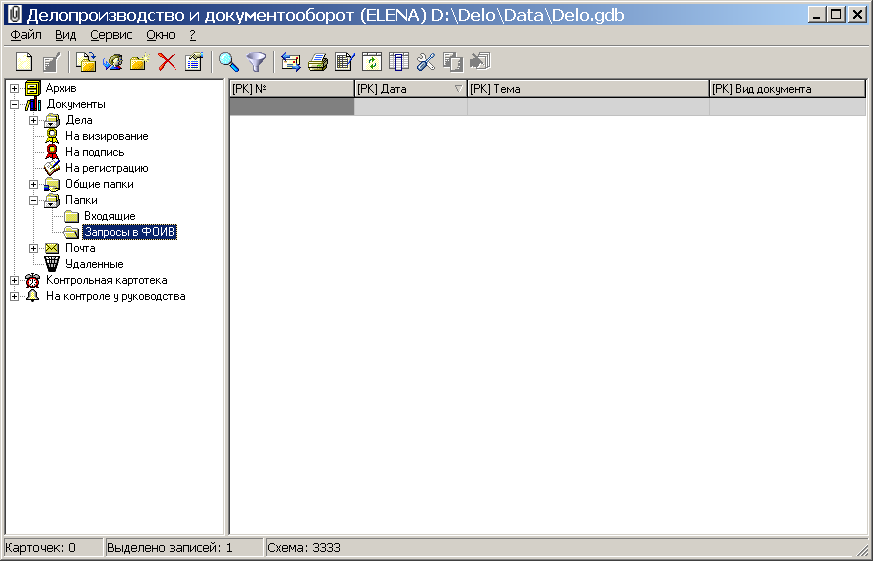 Делопроизводство и документооборот (ELENA) D:\Delo\Data\Delo.gdb
Файл Вид Сервис Окно ?
[РК] № [РК] Дата [РК] Тема [РК] Вид документа
Архив
Документы
Дела
На визирование
На подпись
На регистрацию
Общие папки
Папки
Входящие
Запросы в ФОИВ
Почта
Удаленные
Контрольная картотека
На контроле у руководства
Карточек: 0 Выделено записей: 1 Схема: 3333